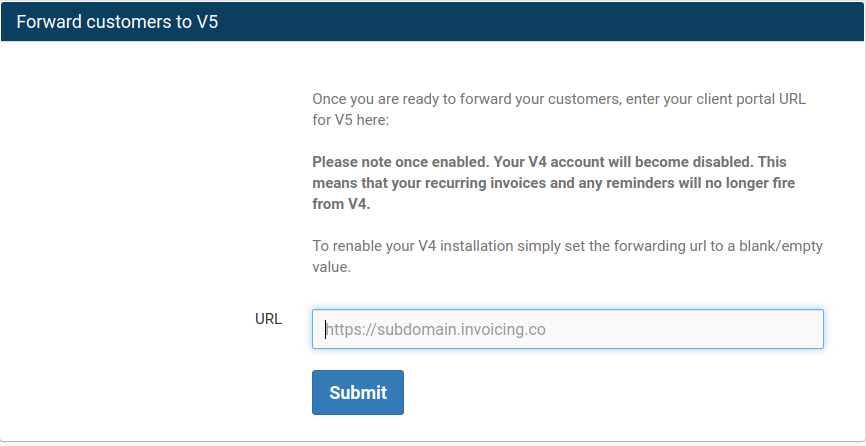 Forward customers to V5
Once you are ready to forward your customers, enter your client portal URL
for V5 here:
Please note once enabled. Your V4 account will become disabled. This
means that your recurring invoices and any reminders will no longer fire
from V4.
To renable your V4 installation simply set the forwarding url to a blank/empty
value.
URL
https://subdomain.invoicing.co
Submit